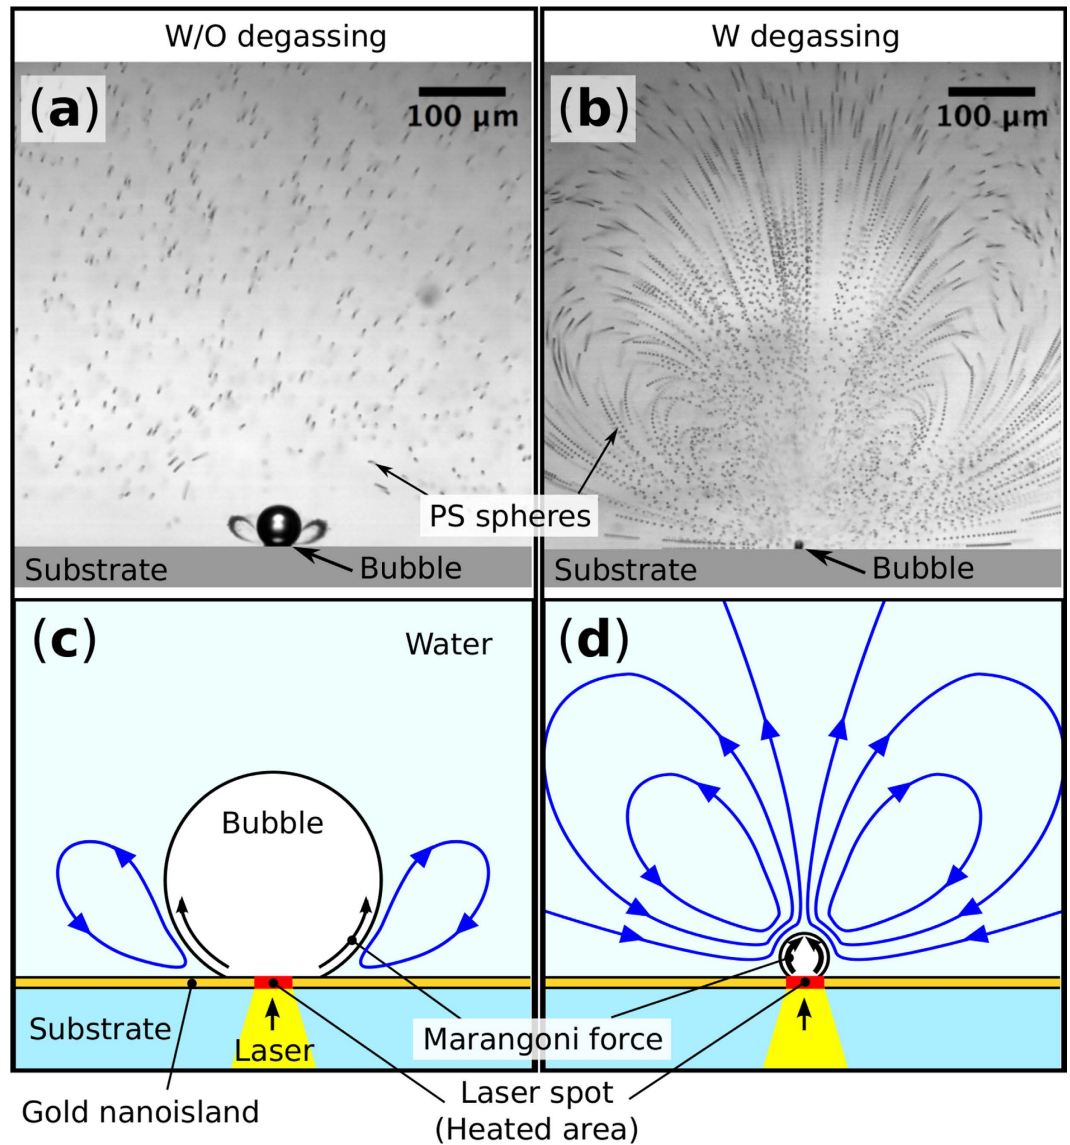 W/O degassing
W degassing
(a)
100 µm
(b)
100 µm
PS spheres
Substrate
Bubble
Substrate
Bubble
(c)
Water
(d)
Bubble
Substrate
Laser
Marangoni force
Gold nanoisland
Laser spot
(Heated area)